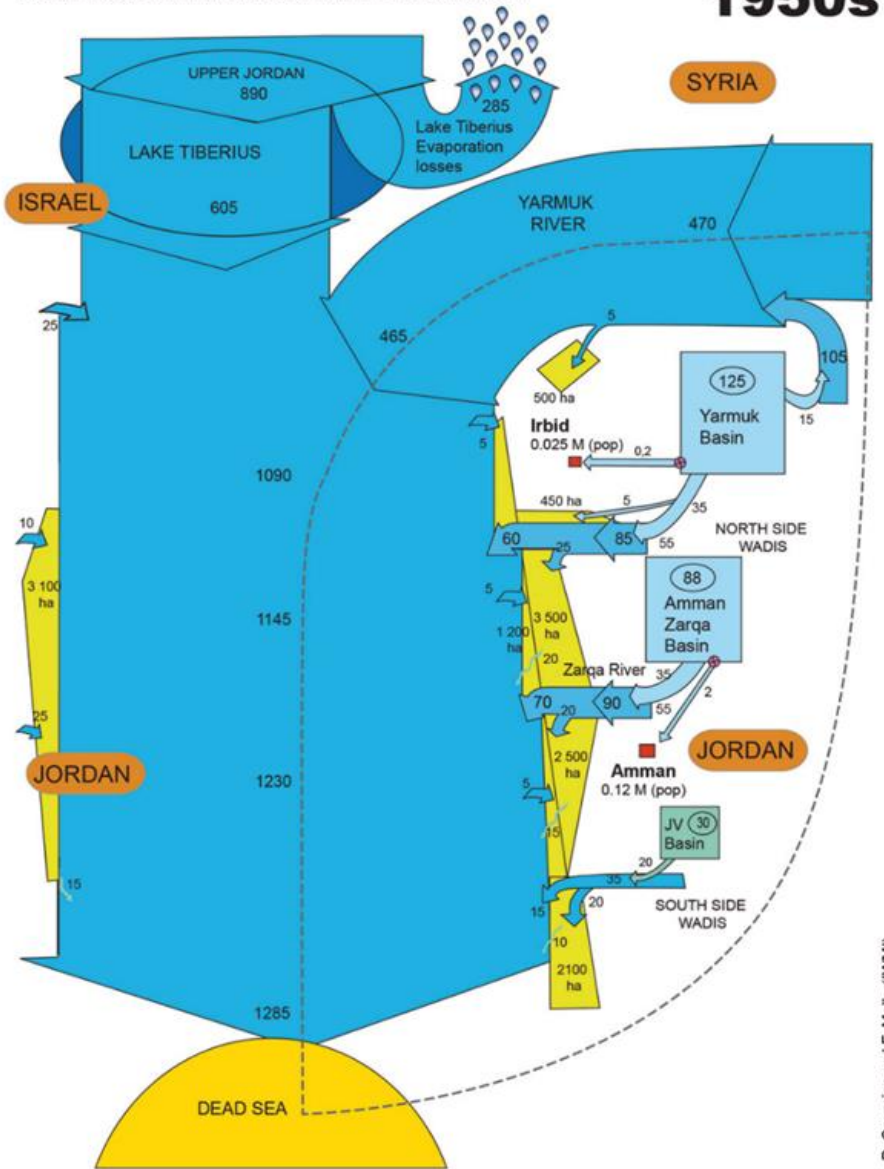 1950s
UPPER JORDAN
890
SYRIA
285
Lake Tiberius
Evaporation
losses
LAKE TIBERIUS
ISRAEL
605
YARMUK
RIVER
470
25
465
5
105
500 ha
125
Yarmuk
Basin
15
Irbid
0.025 M (pop)
5
0,2
1090
450 ha
5
35
10
60
25
85
55
NORTH SIDE
WADIS
3 100
ha
5
88
Amman
Zarqa
Basin
1145
1 200
ha
3 500
ha
20
Zarqa River
35
2
25
70
20
90
55
JORDAN
1230
2 500
ha
JORDAN
Amman
0.12 M (pop)
5
15
JV 30
Basin
20
15
35
15
20
SOUTH SIDE
WADIS
10
2100
ha
1285
DEAD SEA